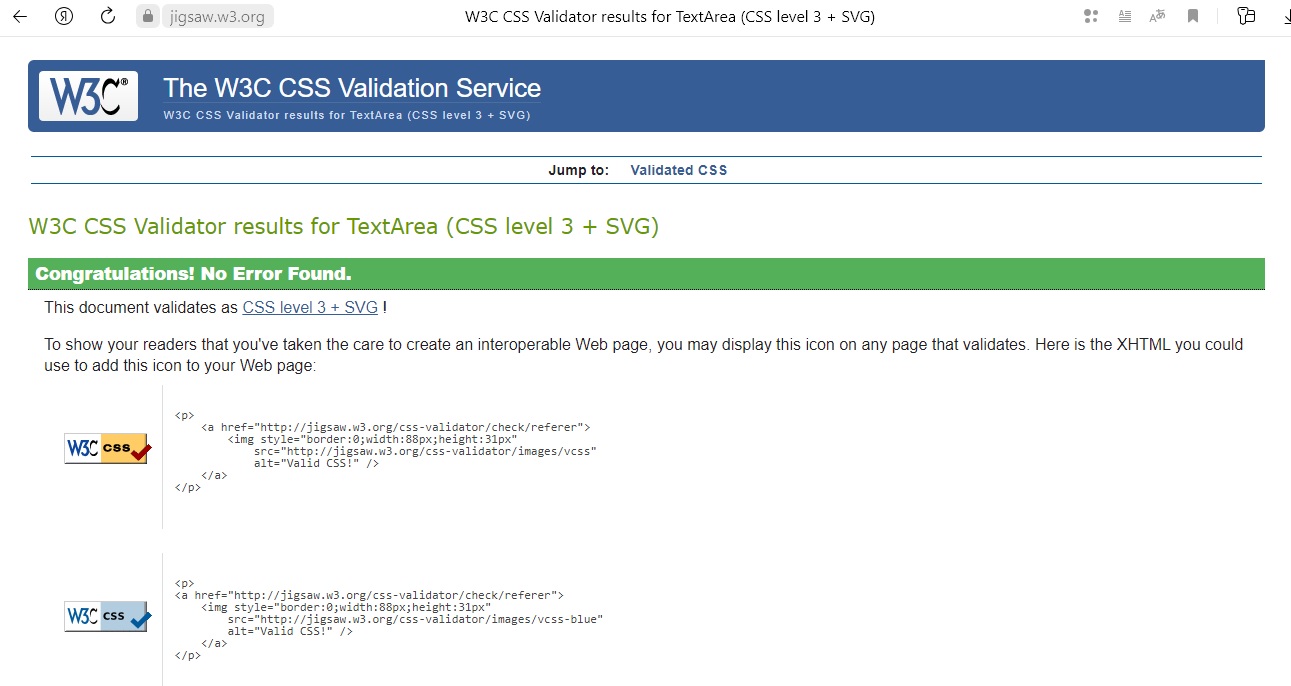 Я
jigsaw.w3.org
W3C CSS Validator results for TextArea (CSS level 3 + SVG)
W3C®
The W3C CSS Validation Service
W3C CSS Validator results for TextArea (CSS level 3 + SVG)
Jump to: Validated CSS
W3C CSS Validator results for TextArea (CSS level 3 + SVG)
Congratulations! No Error Found.
This document validates as CSS level 3 + SVG !
To show your readers that you've taken the care to create an interoperable Web page, you may display this icon on any page that validates. Here is the XHTML you could
use to add this icon to your Web page:
W3C css
<p>
    <a href="http://jigsaw.w3.org/css-validator/check/referer">
        <img style="border:0;width:88px;height:31px"
            src="http://jigsaw.w3.org/css-validator/images/vcss"
            alt="Valid CSS!" />
    </a>
</p>
W3C css
<p>
<a href="http://jigsaw.w3.org/css-validator/check/referer">
    <img style="border:0;width:88px;height:31px"
        src="http://jigsaw.w3.org/css-validator/images/vcss-blue"
        alt="Valid CSS!" />
    </a>
</p>